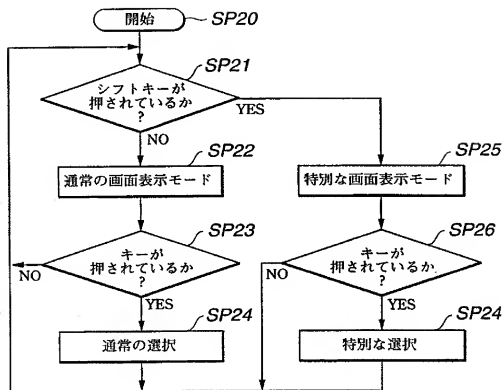 開始
SP20
シフトキーが
押されているか
?
SP21
YES
NO
SP22
通常の画面表示モード
SP25
特別な画面表示モード
SP23
キーが
押されているか
?
NO
YES
SP26
キーが
押されているか
?
NO
YES
SP24
通常の選択
SP24
特別な選択